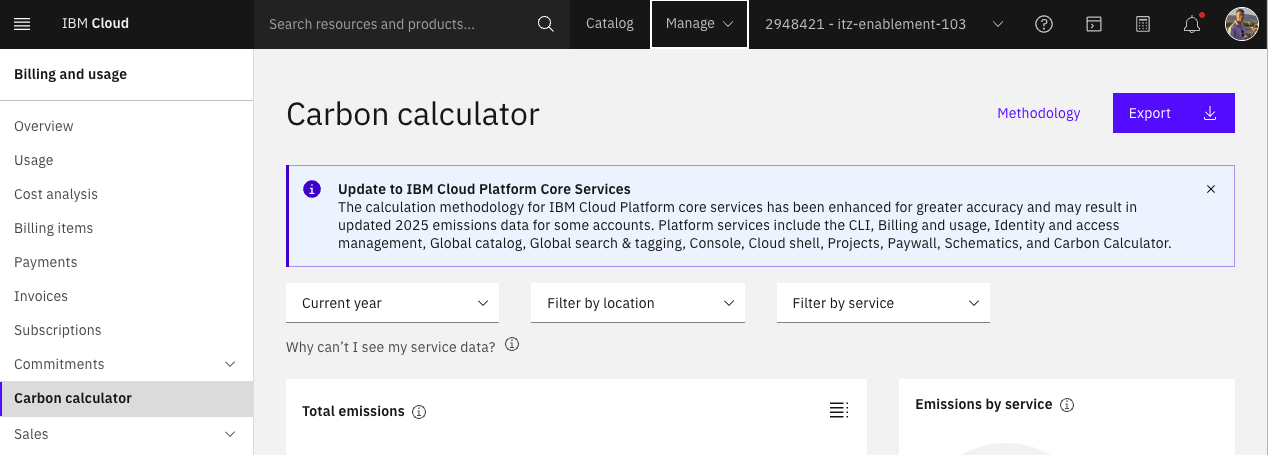 IBM Cloud
Search resources and products...
Catalog
Manage
2948421 - itz-enablement-103
Billing and usage
Overview
Usage
Cost analysis
Billing items
Payments
Invoices
Subscriptions
Commitments
Carbon calculator
Sales
Carbon calculator
Methodology
Export
Update to IBM Cloud Platform Core Services
The calculation methodology for IBM Cloud Platform core services has been enhanced for greater accuracy and may result in
updated 2025 emissions data for some accounts. Platform services include the CLI, Billing and usage, Identity and access
management, Global catalog, Global search & tagging, Console, Cloud shell, Projects, Paywall, Schematics, and Carbon Calculator.
Current year
Filter by location
Filter by service
Why can't I see my service data?
Total emissions
Emissions by service